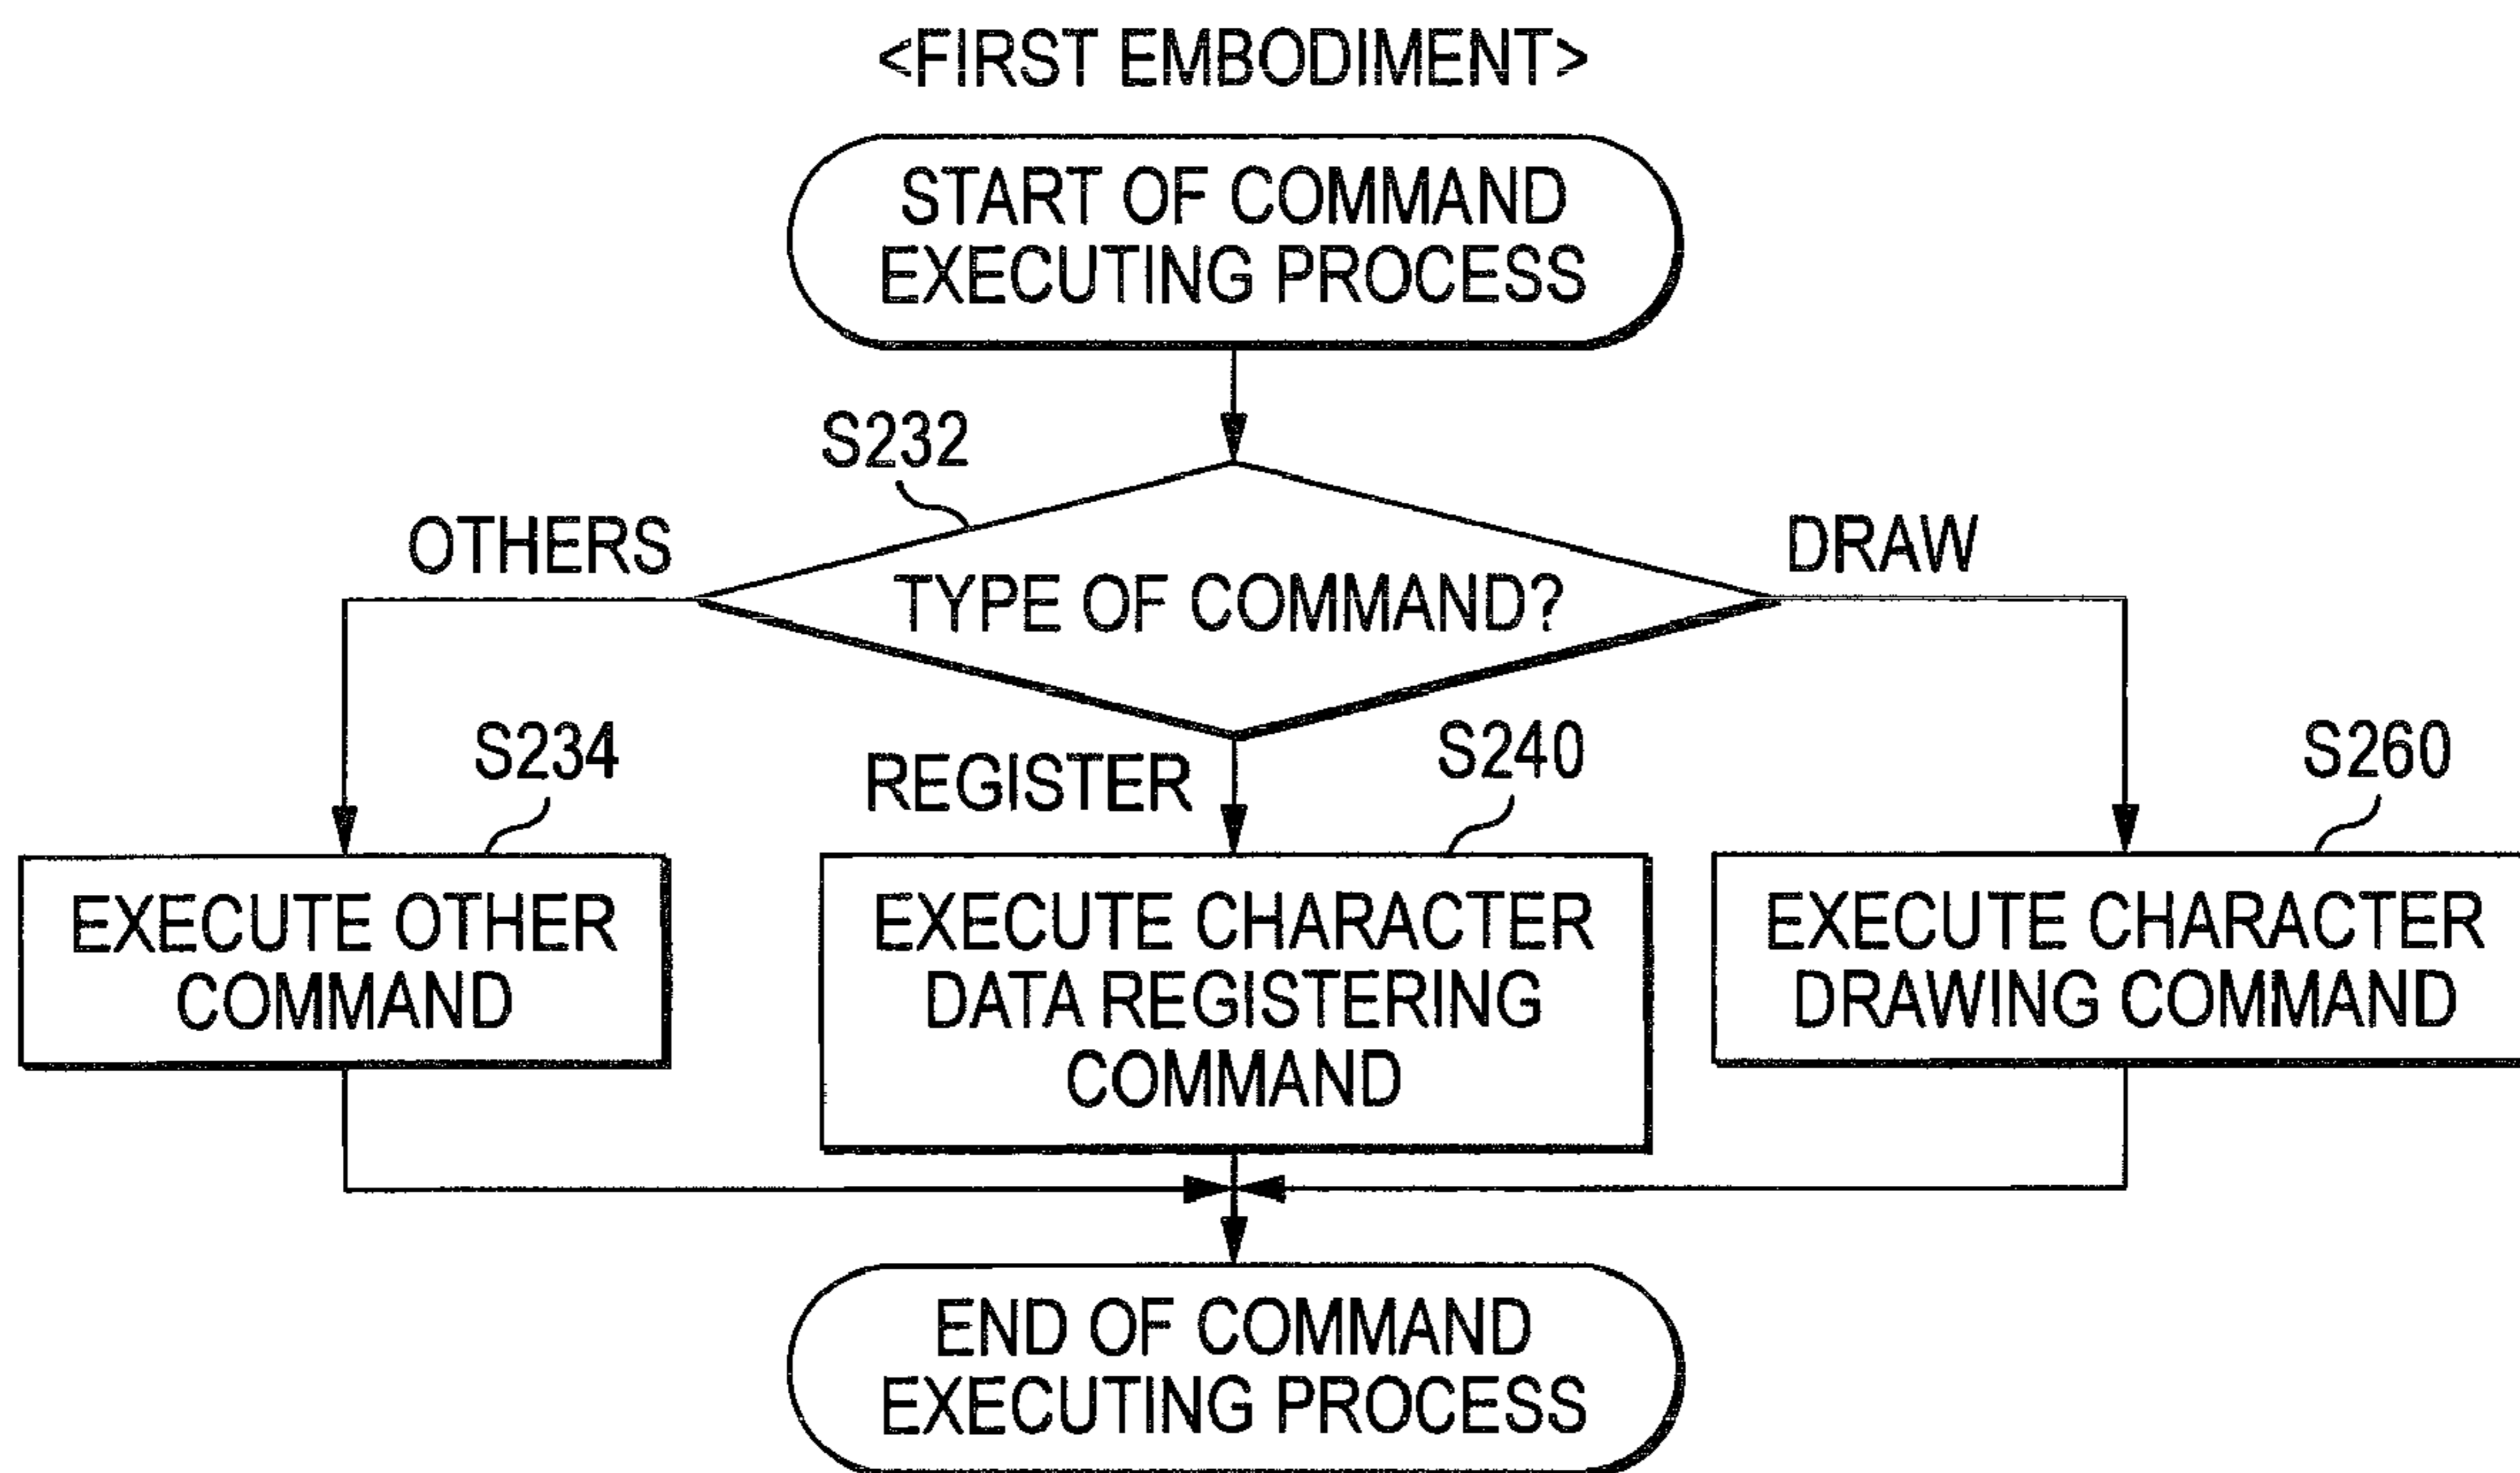 <FIRST EMBODIMENT>
START OF COMMAND
EXECUTING PROCESS
S232
OTHERS
DRAW
TYPE OF COMMAND?
S234
REGISTER
S240
S260
EXECUTE OTHER
COMMAND
EXECUTE CHARACTER
DATA REGISTERING
COMMAND
EXECUTE CHARACTER
DRAWING COMMAND
END OF COMMAND
EXECUTING PROCESS